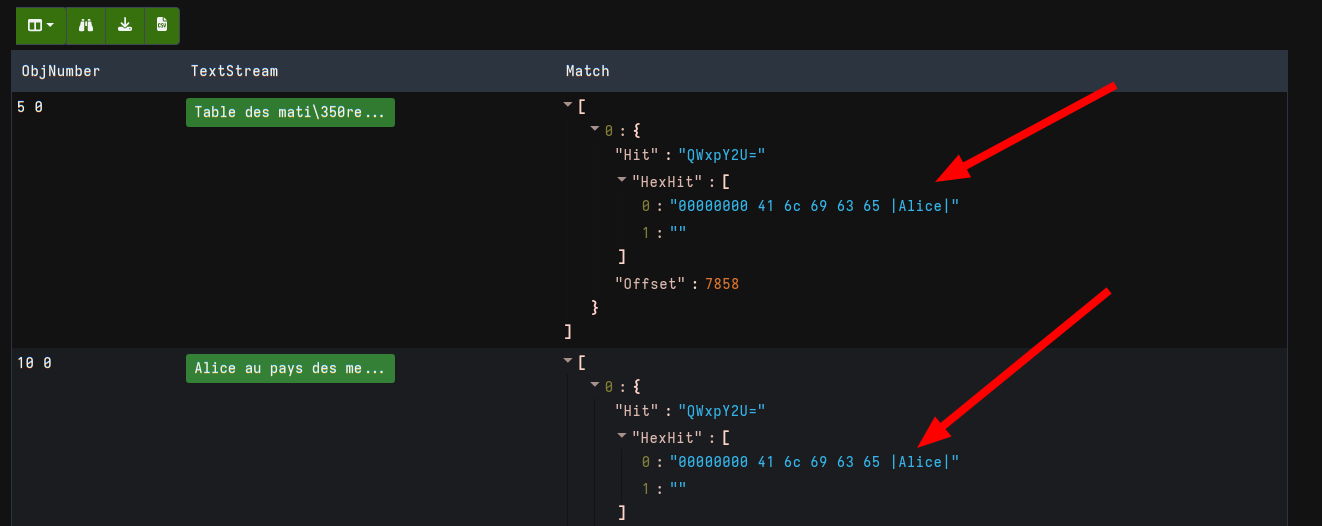 CSV
ObjNumber TextStream Match
5 0 Table des mati\350re... [
0 : {
"Hit" : "QWxpY2U="
"HexHit" : [
0 : "00000000 41 6c 69 63 65 |Alice|"
1 : ""
]
"Offset" : 7858
}
]
10 0 Alice au pays des me... [
0 : {
"Hit" : "QWxpY2U="
"HexHit" : [
0 : "00000000 41 6c 69 63 65 |Alice|"
1 : ""
]